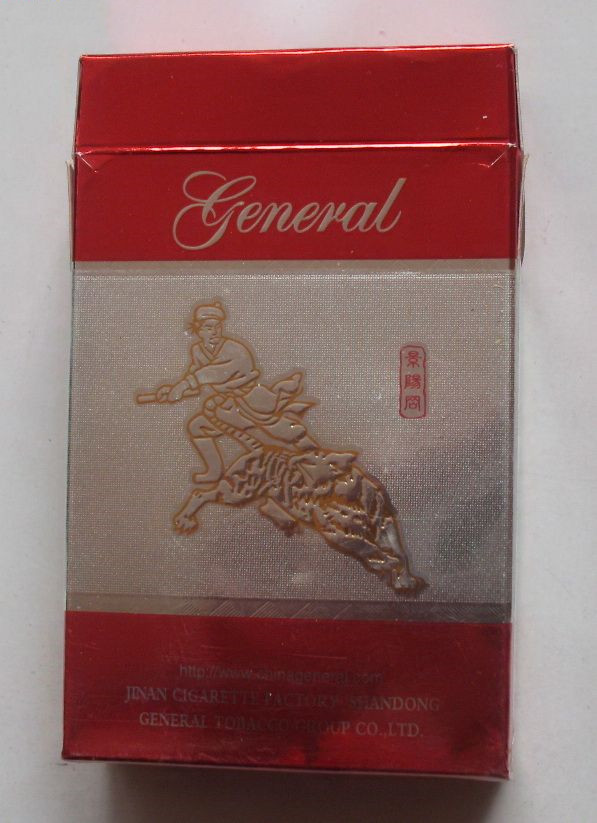 General
景陽岡
http://www.chinageneral.com
JINAN CIGARETTE FACTORY SHANDONG
GENERAL TOBACCO GROUP CO.,LTD.